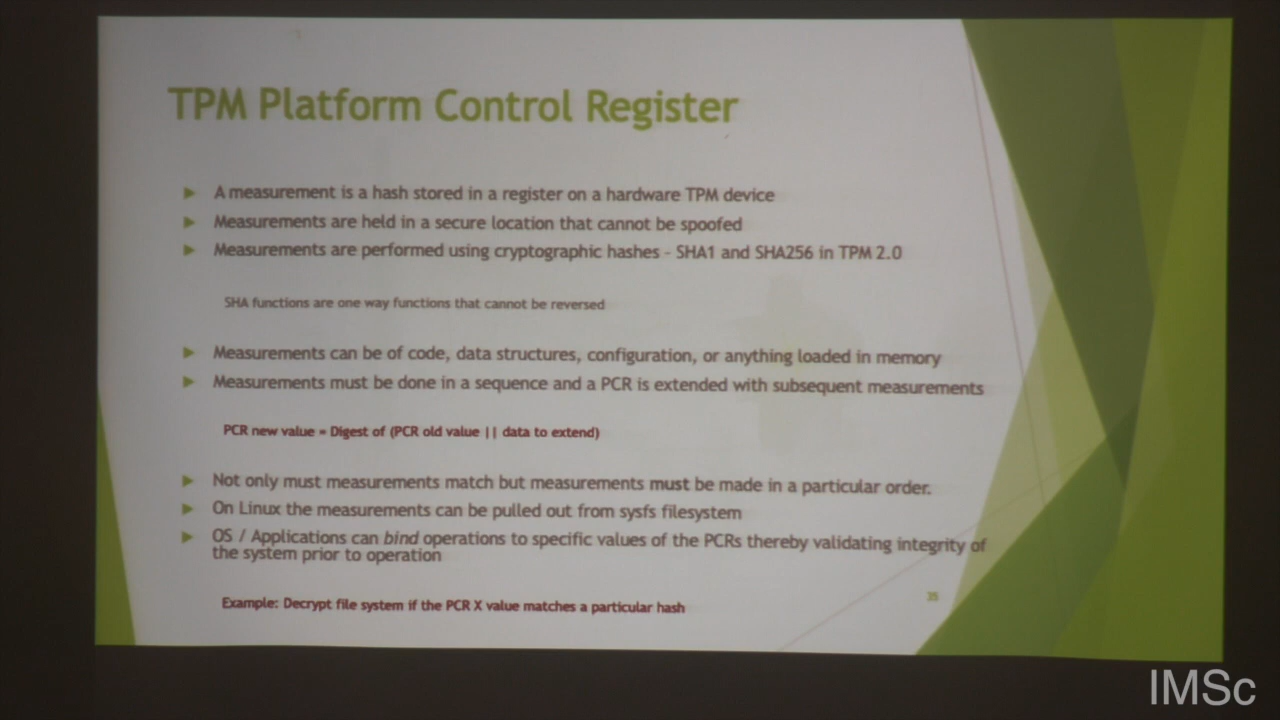 TPM Platform Control Register
A measurement is a hash stored in a register on a hardware TPM device
Measurements are held in a secure location that cannot be spoofed
Measurements are performed using cryptographic hashes - SHA1 and SHA256 in TPM 2.0
SHA functions are one way functions that cannot be reversed
Measurements can be of code, data structures, configuration, or anything loaded in memory
Measurements must be done in a sequence and a PCR is extended with subsequent measurements
PCR new value = Digest of (PCR old value || data to extend)
Not only must measurements match but measurements must be made in a particular order.
On Linux the measurements can be pulled out from sysfs filesystem
OS / Applications can bind operations to specific values of the PCRs thereby validating integrity of
the system prior to operation
Example: Decrypt file system if the PCR X value matches a particular hash
35
IMSc